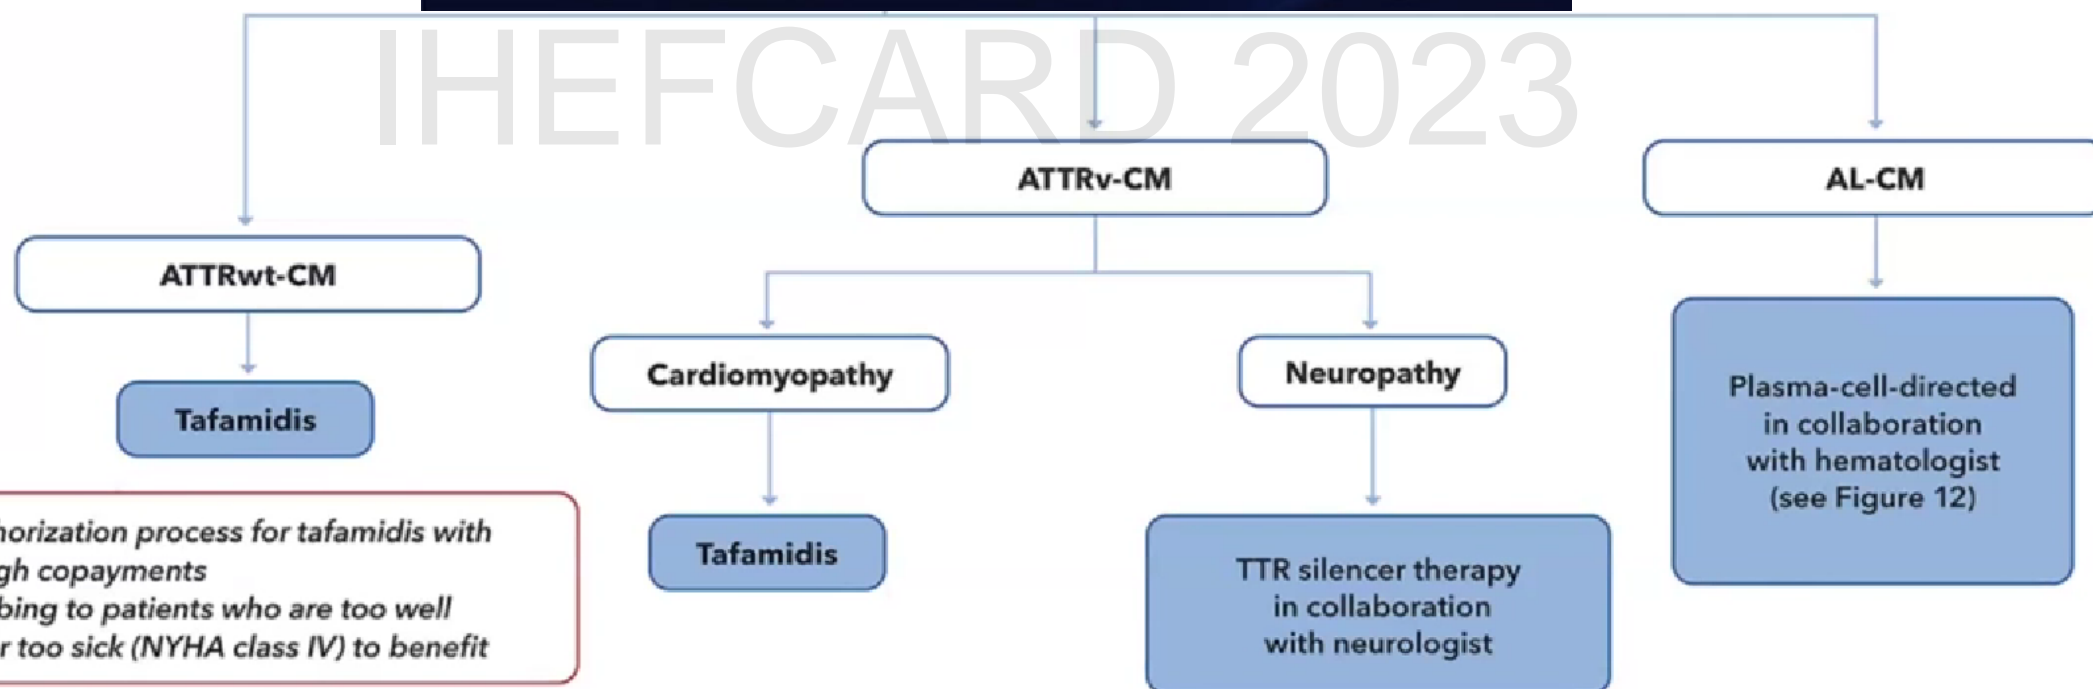 IHEFCARD 2023
ATTRv-CM
AL-CM
ATTRwt-CM
Cardiomyopathy
Neuropathy
Tafamidis
Plasma-cell-directed
in collaboration
with hematologist
(see Figure 12)
horization process for tafamidis with
gh copayments
bing to patients who are too well
r too sick (NYHA class IV) to benefit
Tafamidis
TTR silencer therapy
in collaboration
with neurologist